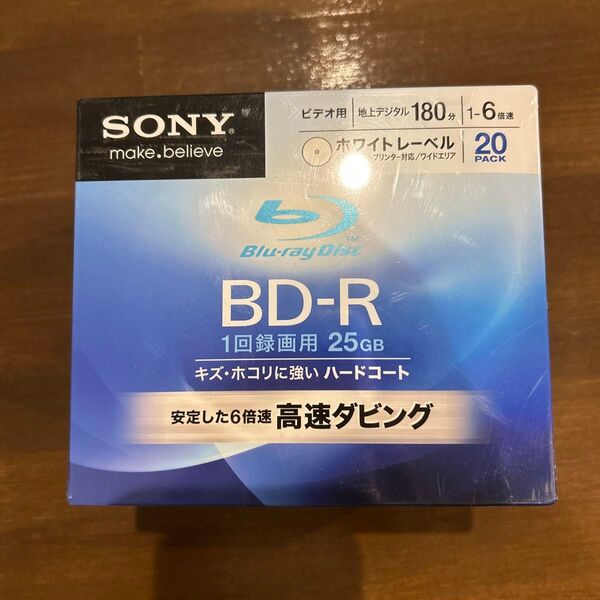 SONY®
make.believe
ビデオ用 地上デジタル 180分 1-6倍速
ホワイトレーベル
プリンター対応/ワイドエリア
20
PACK
Blu-ray Disc™
BD-R
1回録画用 25GB
キズ・ホコリに強い ハードコート
安定した6倍速 高速ダビング